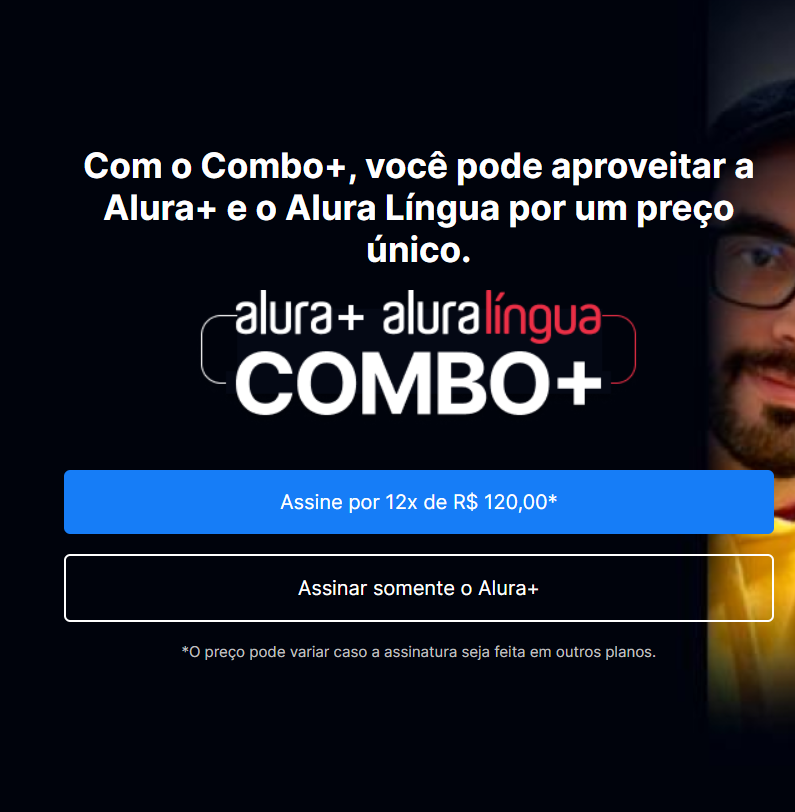 Com o Combo+, você pode aproveitar a
Alura+ e o Alura Língua por um preço
único.
alura+ aluralíngua
COMBO+
Assine por 12x de R$ 120,00*
Assinar somente o Alura+
*O preço pode variar caso a assinatura seja feita em outros planos.